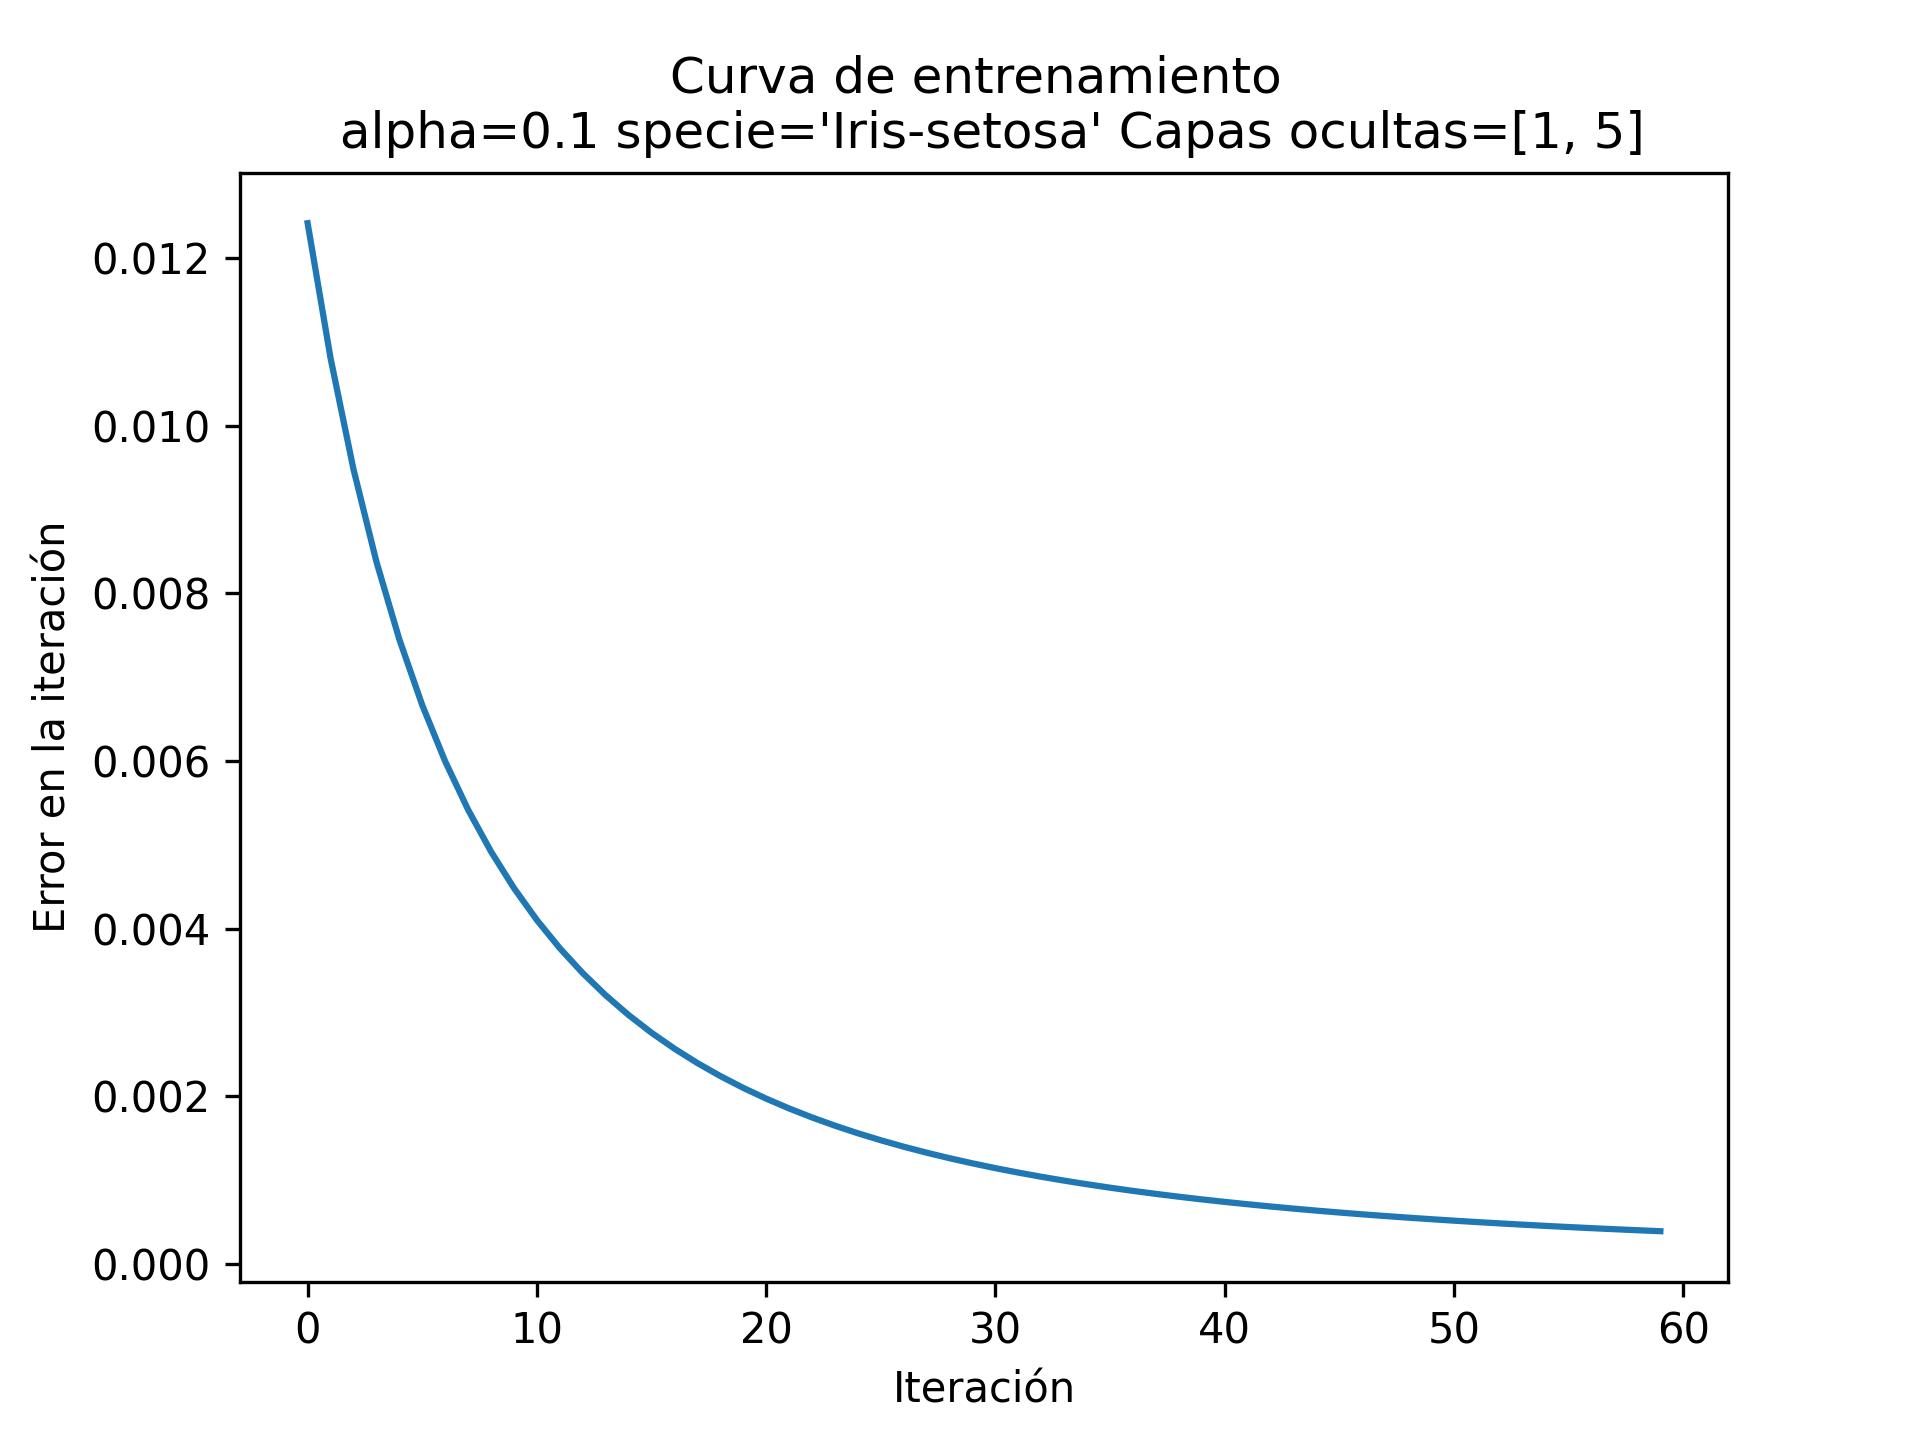 Curva de entrenamiento
alpha=0.1 specie='Iris-setosa' Capas ocultas=[1, 5]
Error en la iteración
0.012
0.010
0.008
0.006
0.004
0.002
0.000
0 10 20 30 40 50 60
Iteración